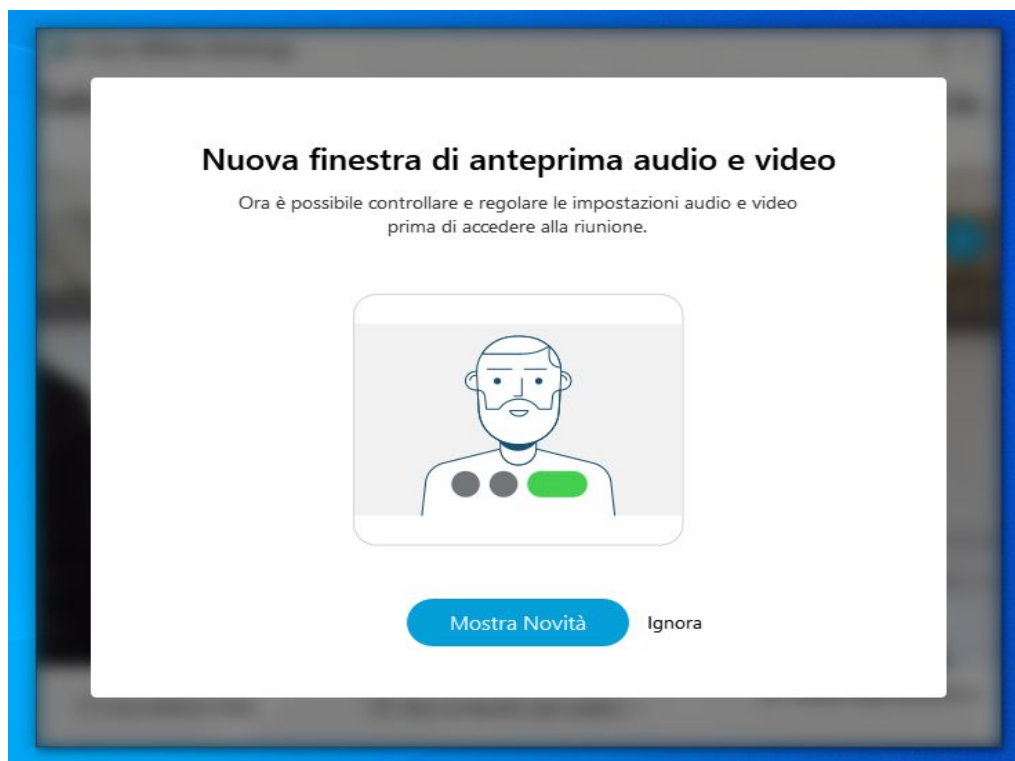 Nuova finestra di anteprima audio e video
Ora è possibile controllare e regolare le impostazioni audio e video
prima di accedere alla riunione.
Mostra Novità
Ignora